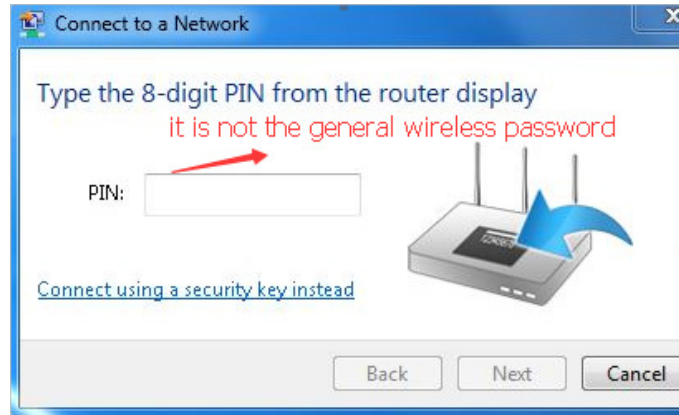 Connect to a Network
Type the 8-digit PIN from the router display
it is not the general wireless password
PIN:
Connect using a security key instead
Back
Next
Cancel